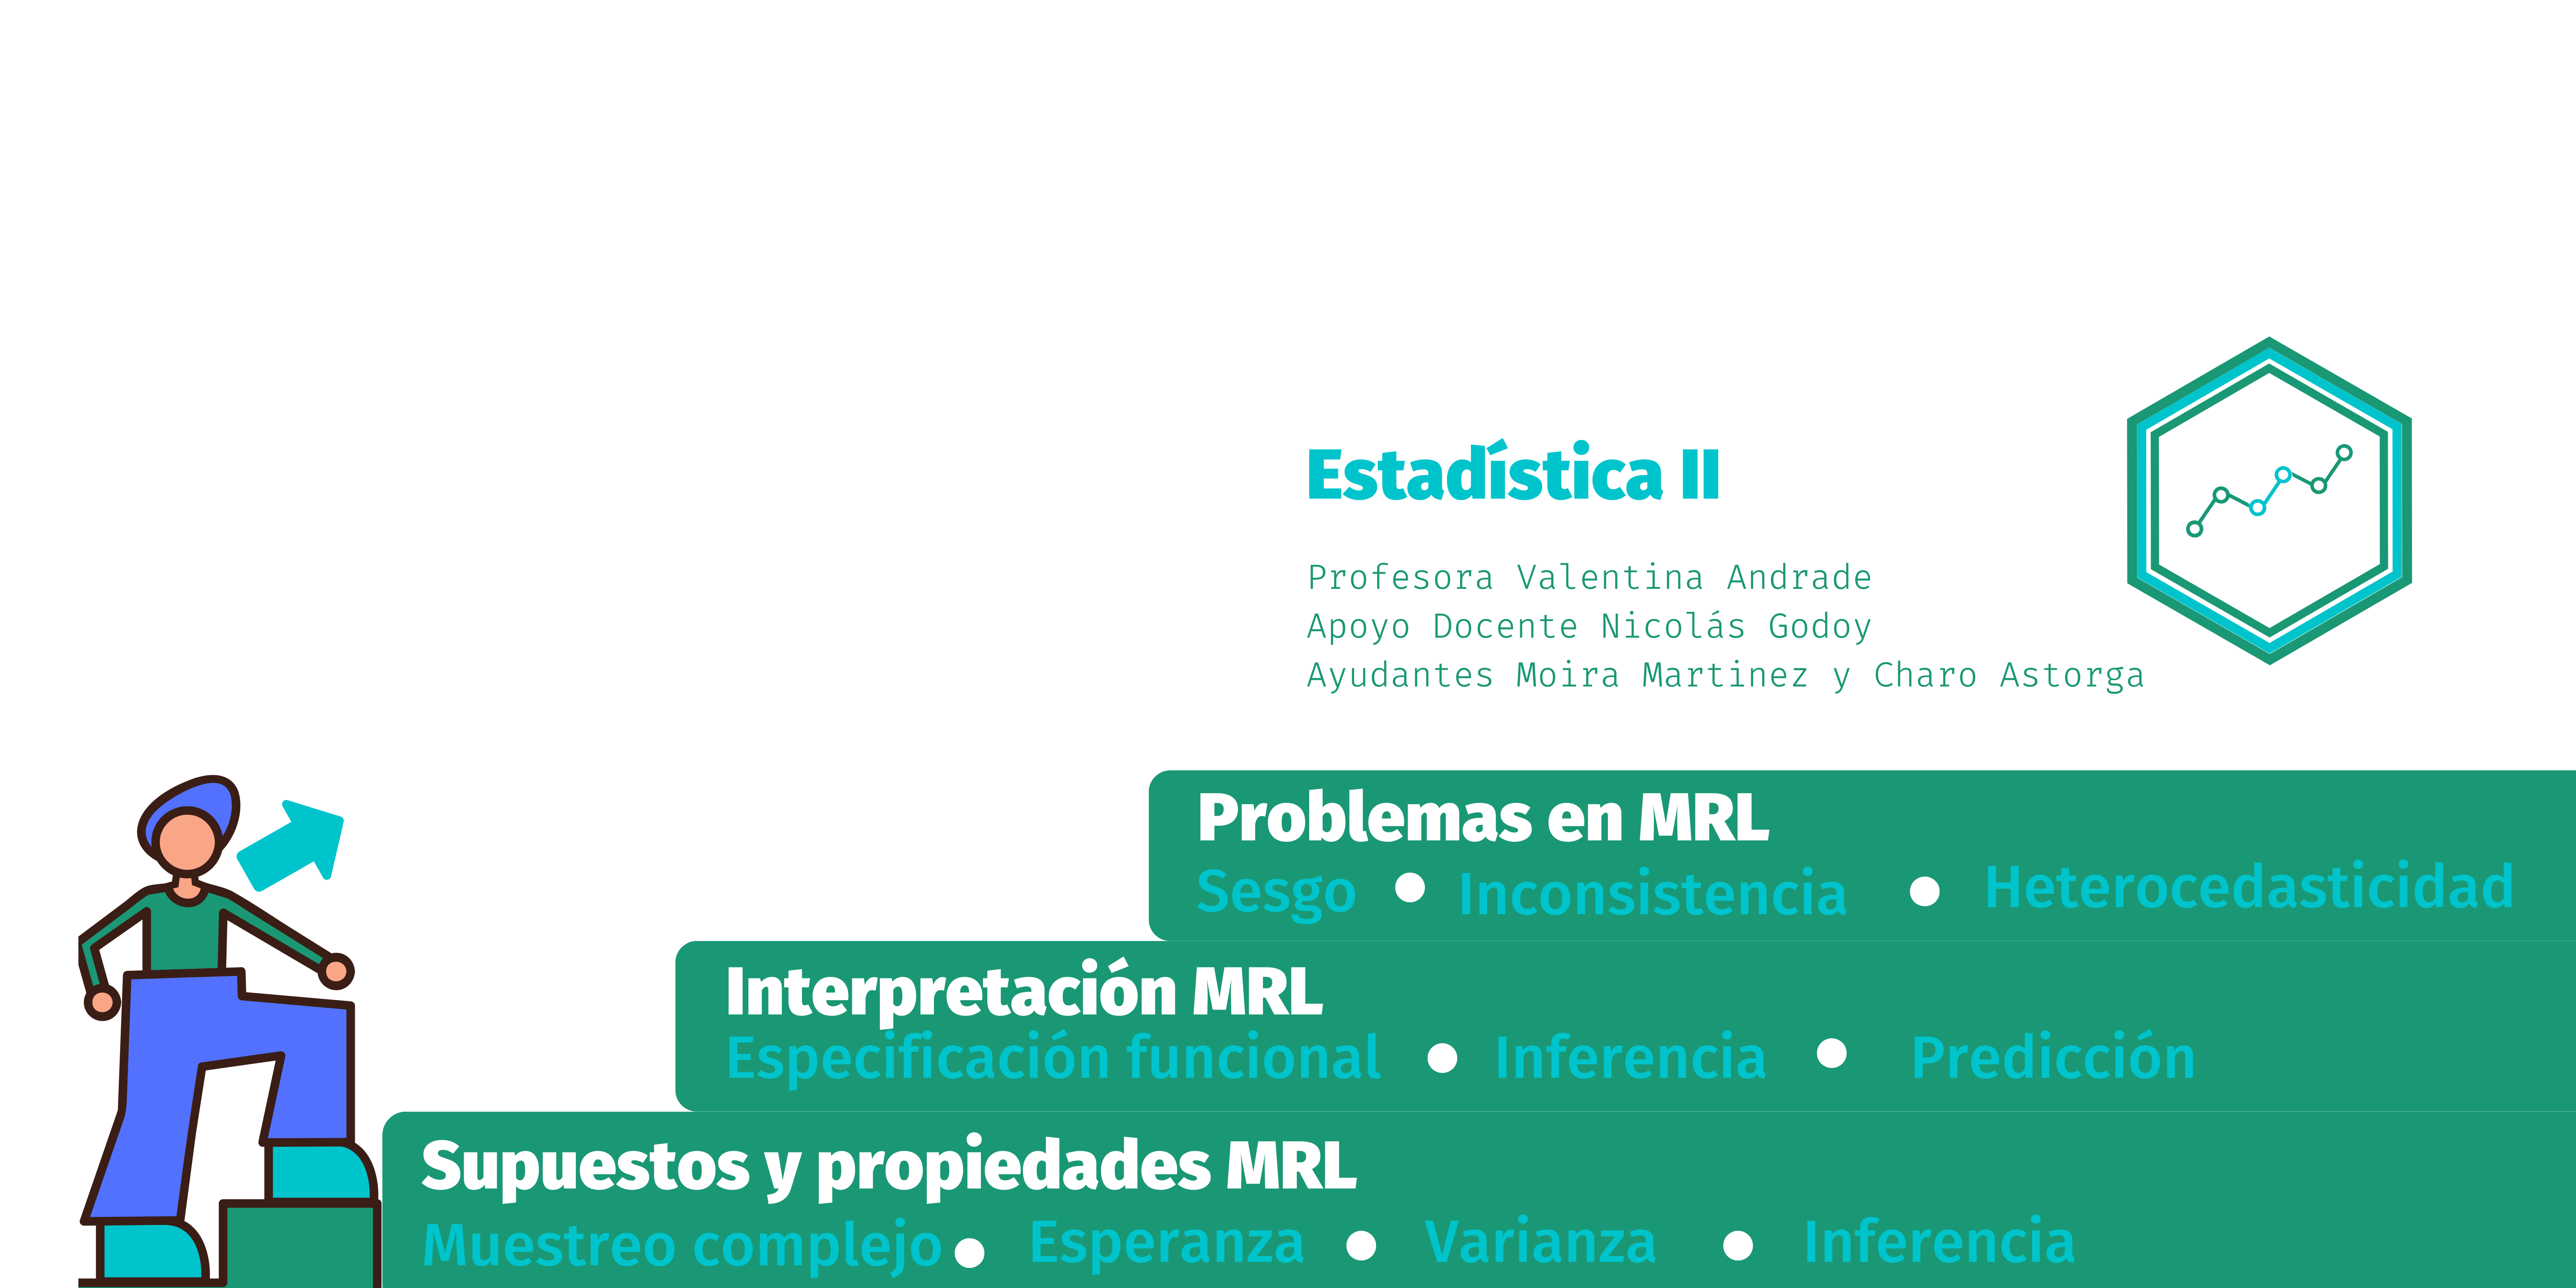 Estadística II
Profesora Valentina Andrade
Apoyo Docente Nicolás Godoy
Ayudantes Moira Martinez y Charo Astorga
Problemas en MRL
Sesgo • Inconsistencia • Heterocedasticidad
Interpretación MRL
Especificación funcional • Inferencia • Predicción
Supuestos y propiedades MRL
Muestreo complejo • Esperanza • Varianza • Inferencia